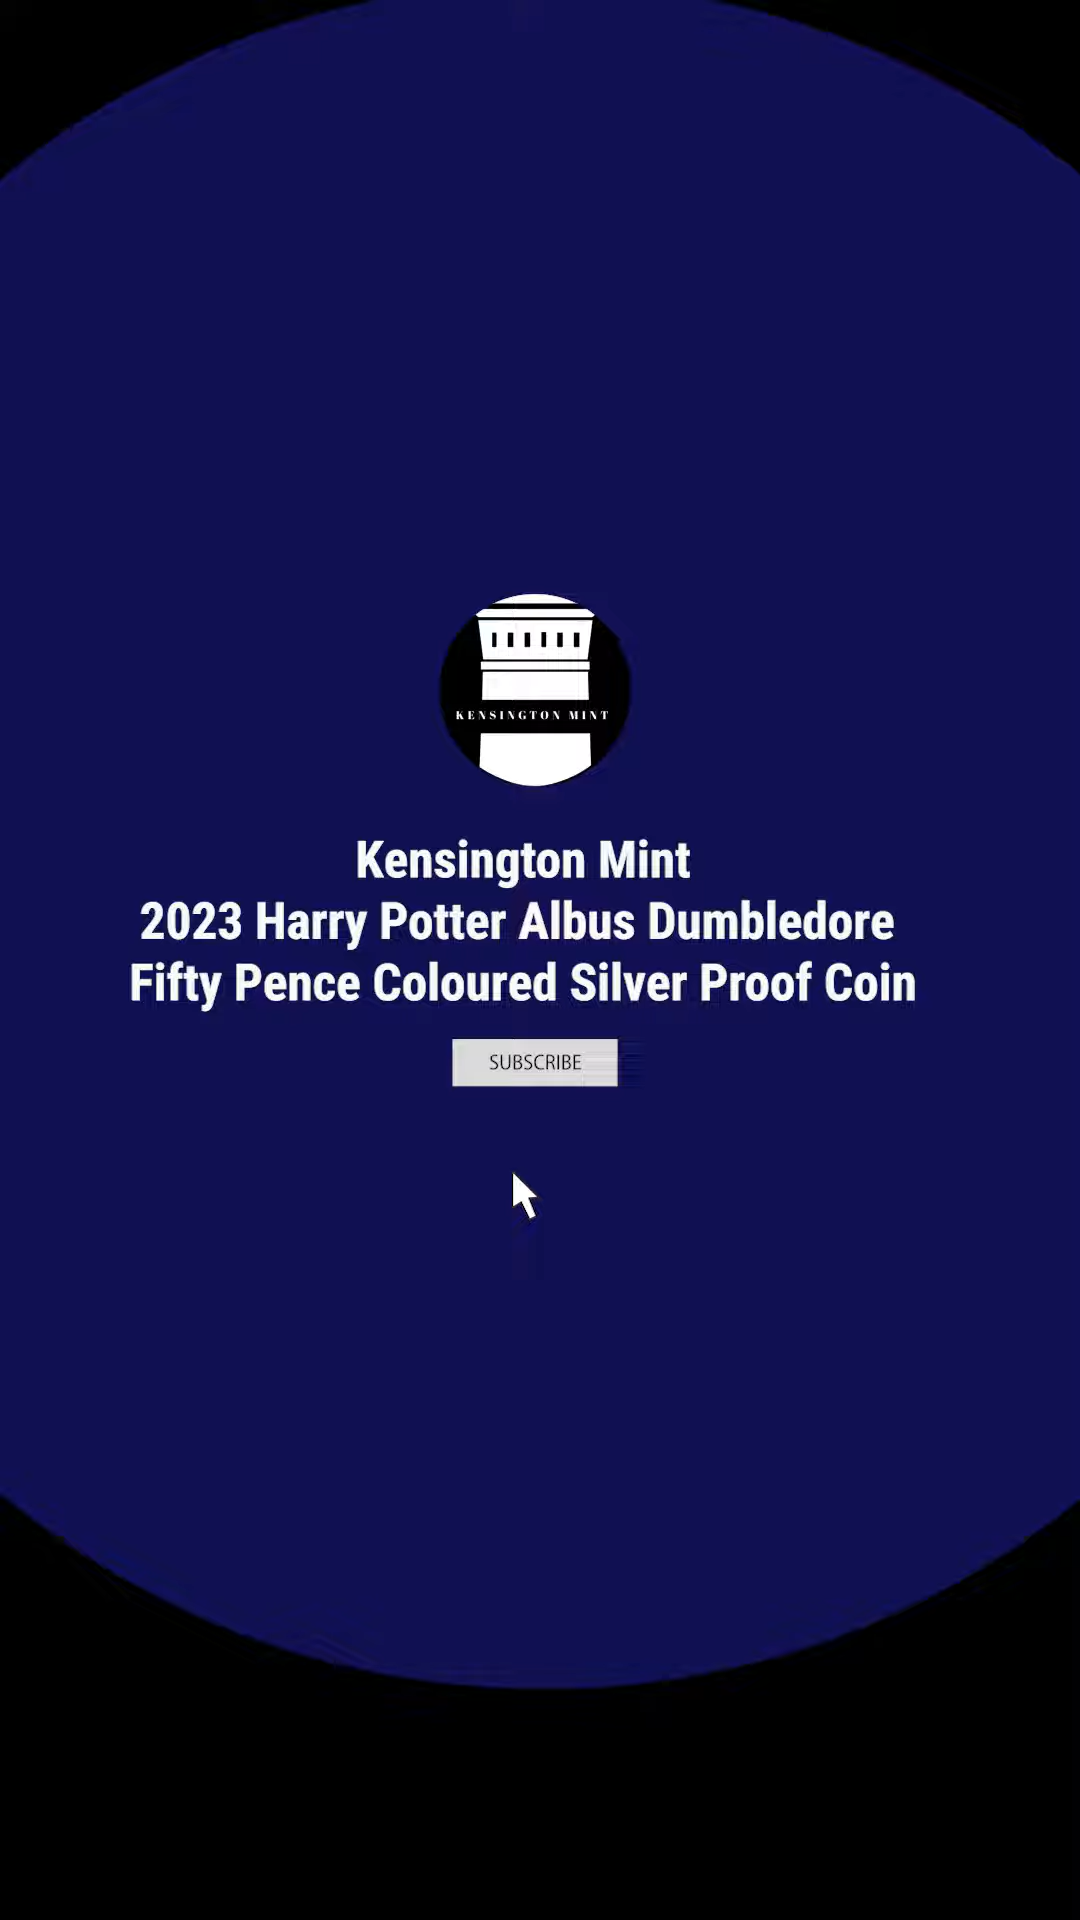 KENSINGTON MINT
Kensington Mint
2023 Harry Potter Albus Dumbledore
Fifty Pence Coloured Silver Proof Coin
SUBSCRIBE